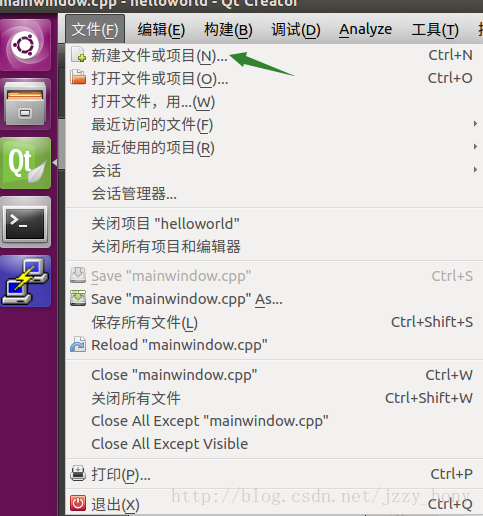 mainwindow.cpp - helloworld - Qt Creator
文件(F) 编辑(E) 构建(B) 调试(D) Analyze 工具(T)
新建文件或项目(N)... Ctrl+N
打开文件或项目(O)... Ctrl+O
打开文件，用...(W)
最近访问的文件(F)
最近使用的项目(R)
会话
会话管理器...
关闭项目 "helloworld"
关闭所有项目和编辑器
Save "mainwindow.cpp" Ctrl+S
Save "mainwindow.cpp" As...
保存所有文件(L) Ctrl+Shift+S
Reload "mainwindow.cpp"
Close "mainwindow.cpp" Ctrl+W
关闭所有文件 Ctrl+Shift+W
Close All Except "mainwindow.cpp"
Close All Except Visible
打印(P)... Ctrl+P
退出(X) Ctrl+Q
http://blog.csdn.net/jzzy_hony
Qt
>_